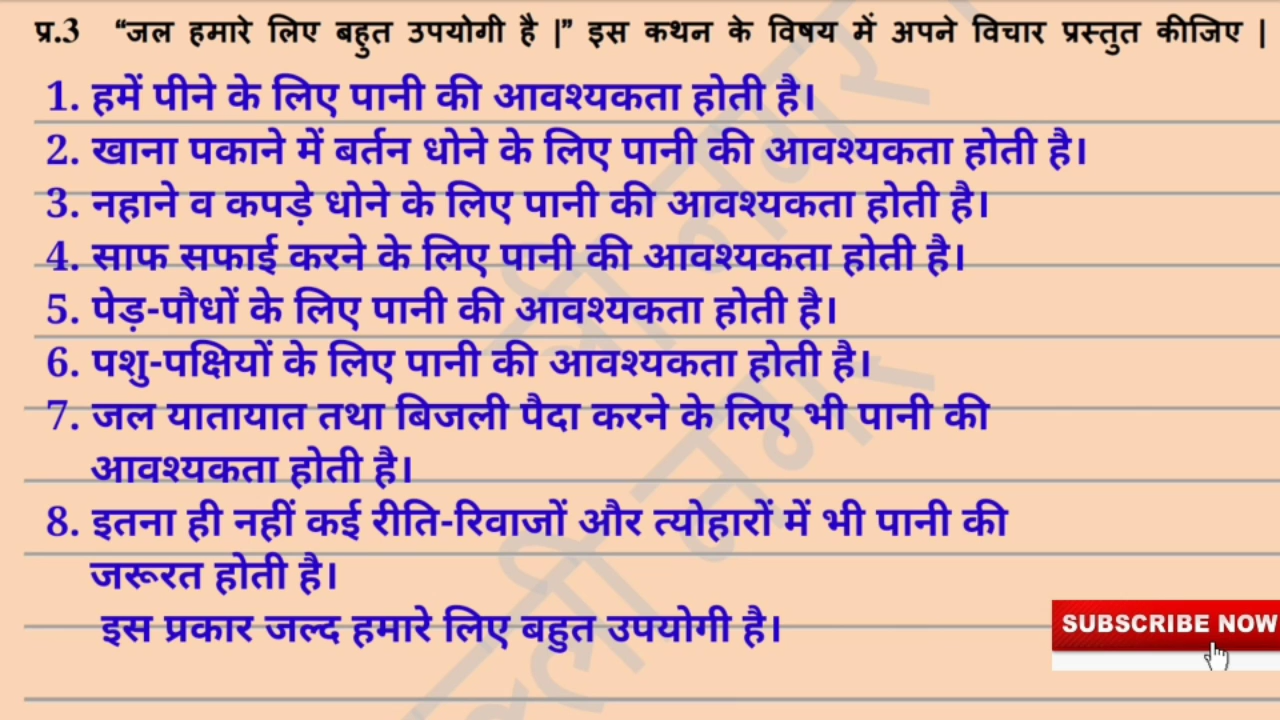 प्र.3 “जल हमारे लिए बहुत उपयोगी है |” इस कथन के विषय में अपने विचार प्रस्तुत कीजिए |
1. हमें पीने के लिए पानी की आवश्यकता होती है।
2. खाना पकाने में बर्तन धोने के लिए पानी की आवश्यकता होती है।
3. नहाने व कपड़े धोने के लिए पानी की आवश्यकता होती है।
4. साफ सफाई करने के लिए पानी की आवश्यकता होती है।
5. पेड़-पौधों के लिए पानी की आवश्यकता होती है।
6. पशु-पक्षियों के लिए पानी की आवश्यकता होती है।
7. जल यातायात तथा बिजली पैदा करने के लिए भी पानी की
आवश्यकता होती है।
8. इतना ही नहीं कई रीति-रिवाजों और त्योहारों में भी पानी की
जरूरत होती है।
इस प्रकार जल्द हमारे लिए बहुत उपयोगी है।
SUBSCRIBE NOW